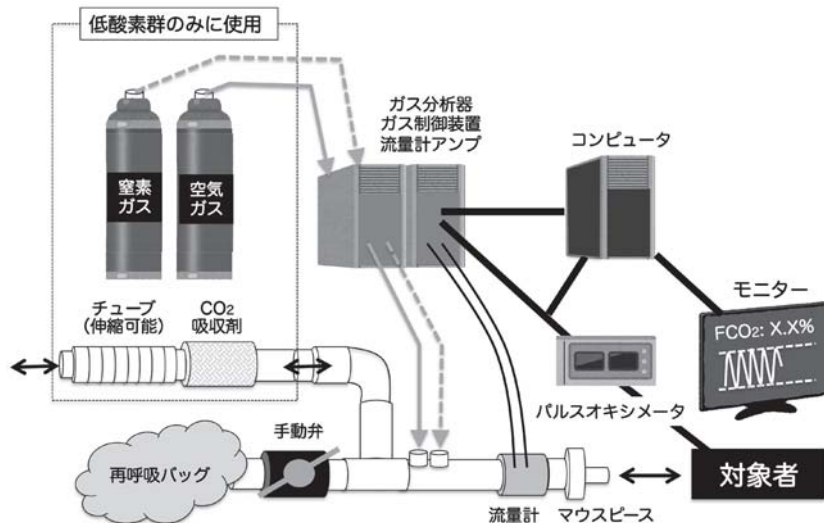 低酸素群のみに使用
窒素
ガス
空気
ガス
ガス分析器
ガス制御装置
流量計アンプ
コンピュータ
チューブ
(伸縮可能)
CO2
吸収剤
モニター
FCO2: X.X%
パルスオキシメータ
手動弁
再呼吸バッグ
対象者
流量計
マウスピース